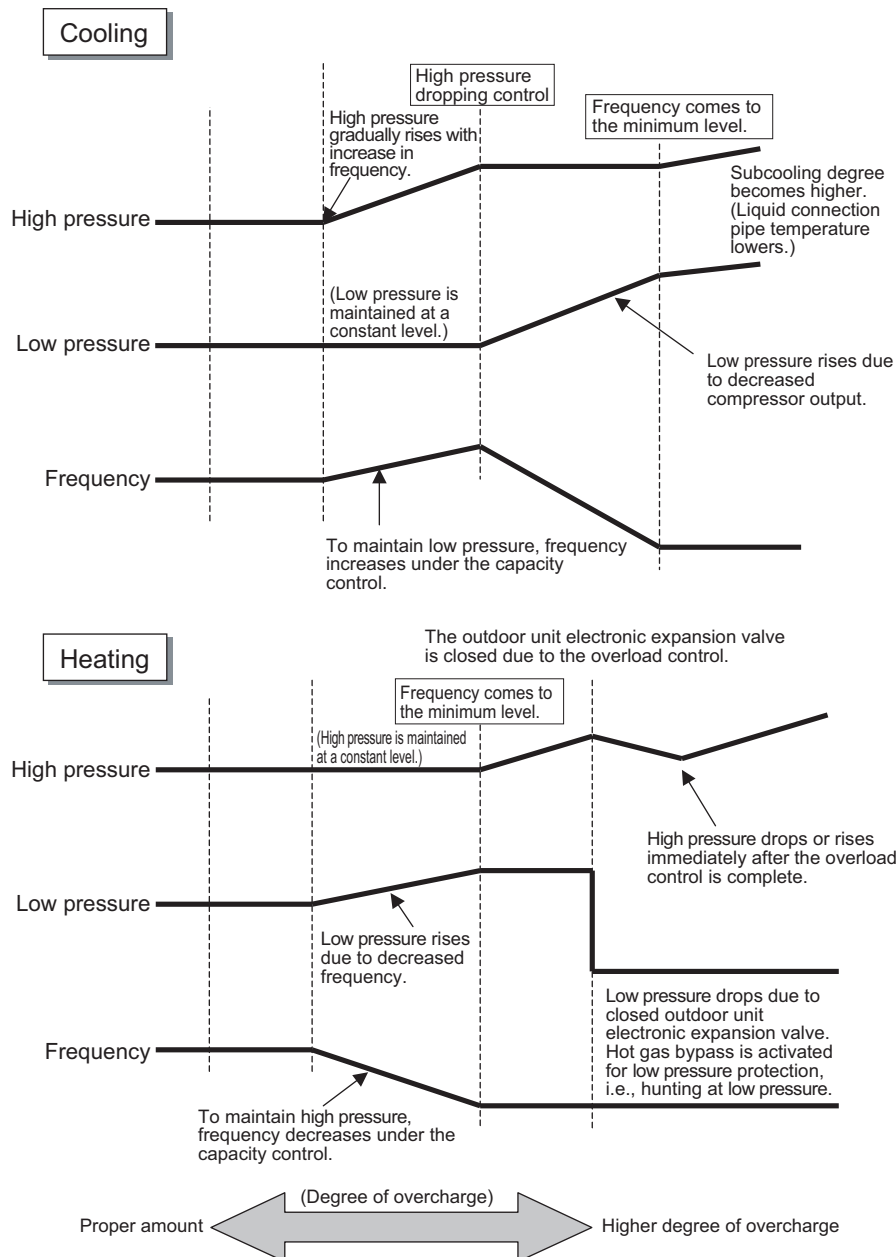 Cooling
High pressure
dropping control
Frequency comes to
the minimum level.
High pressure
gradually rises with
increase in
frequency.
Subcooling degree
becomes higher.
(Liquid connection
pipe temperature
lowers.)
High pressure
(Low pressure is
maintained at a
constant level.)
Low pressure
Low pressure rises due
to decreased
compressor output.
Frequency
To maintain low pressure, frequency
increases under the capacity
control.
Heating
The outdoor unit electronic expansion valve
is closed due to the overload control.
Frequency comes to
the minimum level.
(High pressure is maintained
at a constant level.)
High pressure
High pressure drops or rises
immediately after the overload
control is complete.
Low pressure
Low pressure rises
due to decreased
frequency.
Low pressure drops due to
closed outdoor unit
electronic expansion valve.
Hot gas bypass is activated
for low pressure protection,
i.e., hunting at low pressure.
Frequency
To maintain high pressure,
frequency decreases under the
capacity control.
(Degree of overcharge)
Proper amount
Higher degree of overcharge